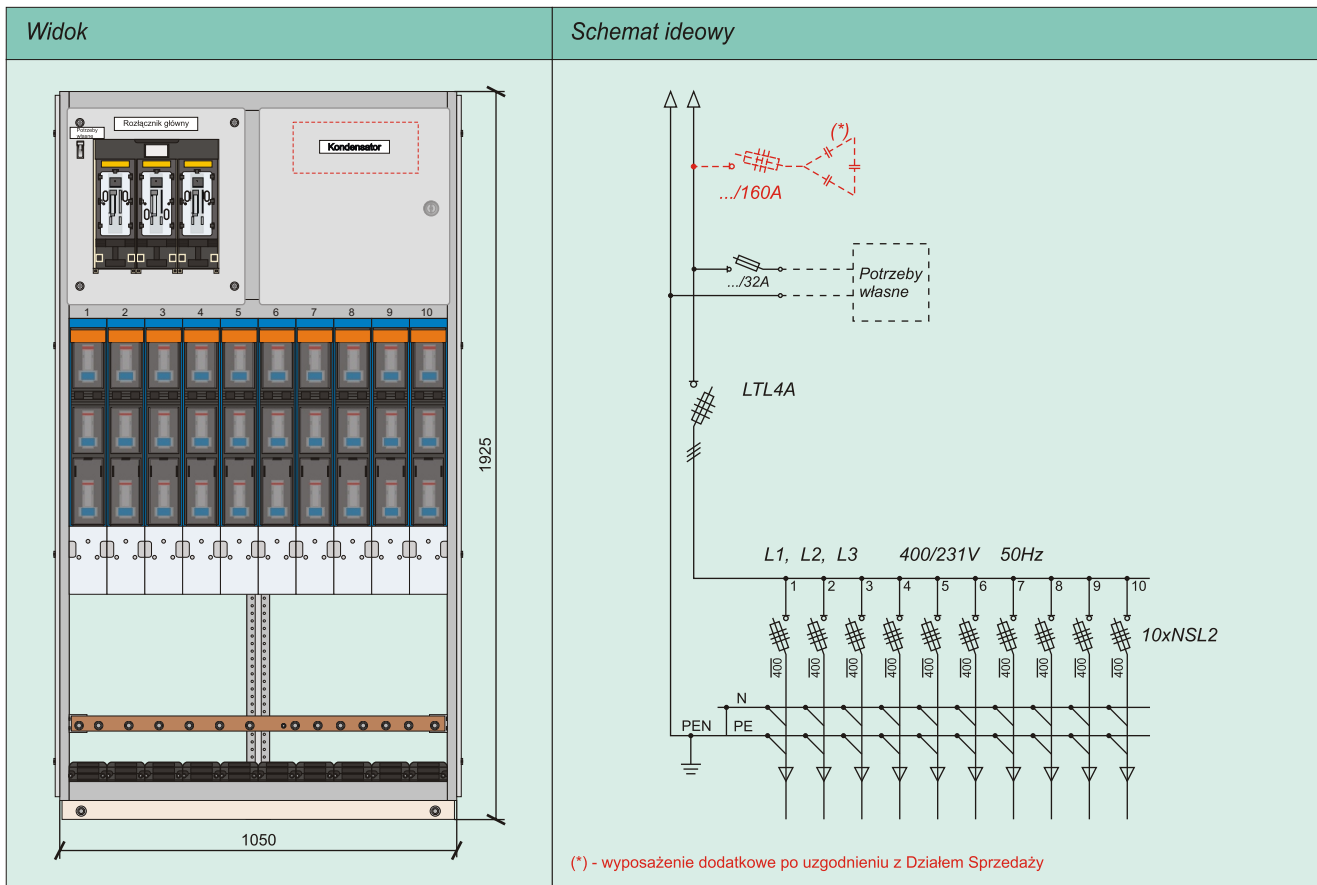 Widok
Schemat ideowy
Potrzeby
własne
Rozłącznik główny
Kondensator
1 2 3 4 5 6 7 8 9 10
1925
1050
(*)
.../160A
.../32A
Potrzeby
własne
LTL4A
L1, L2, L3 400/231V 50Hz
1 2 3 4 5 6 7 8 9 10
10xNSL2
400 400 400 400 400 400 400 400 400 400
N
PEN PE
(*) - wyposażenie dodatkowe po uzgodnieniu z Działem Sprzedaży